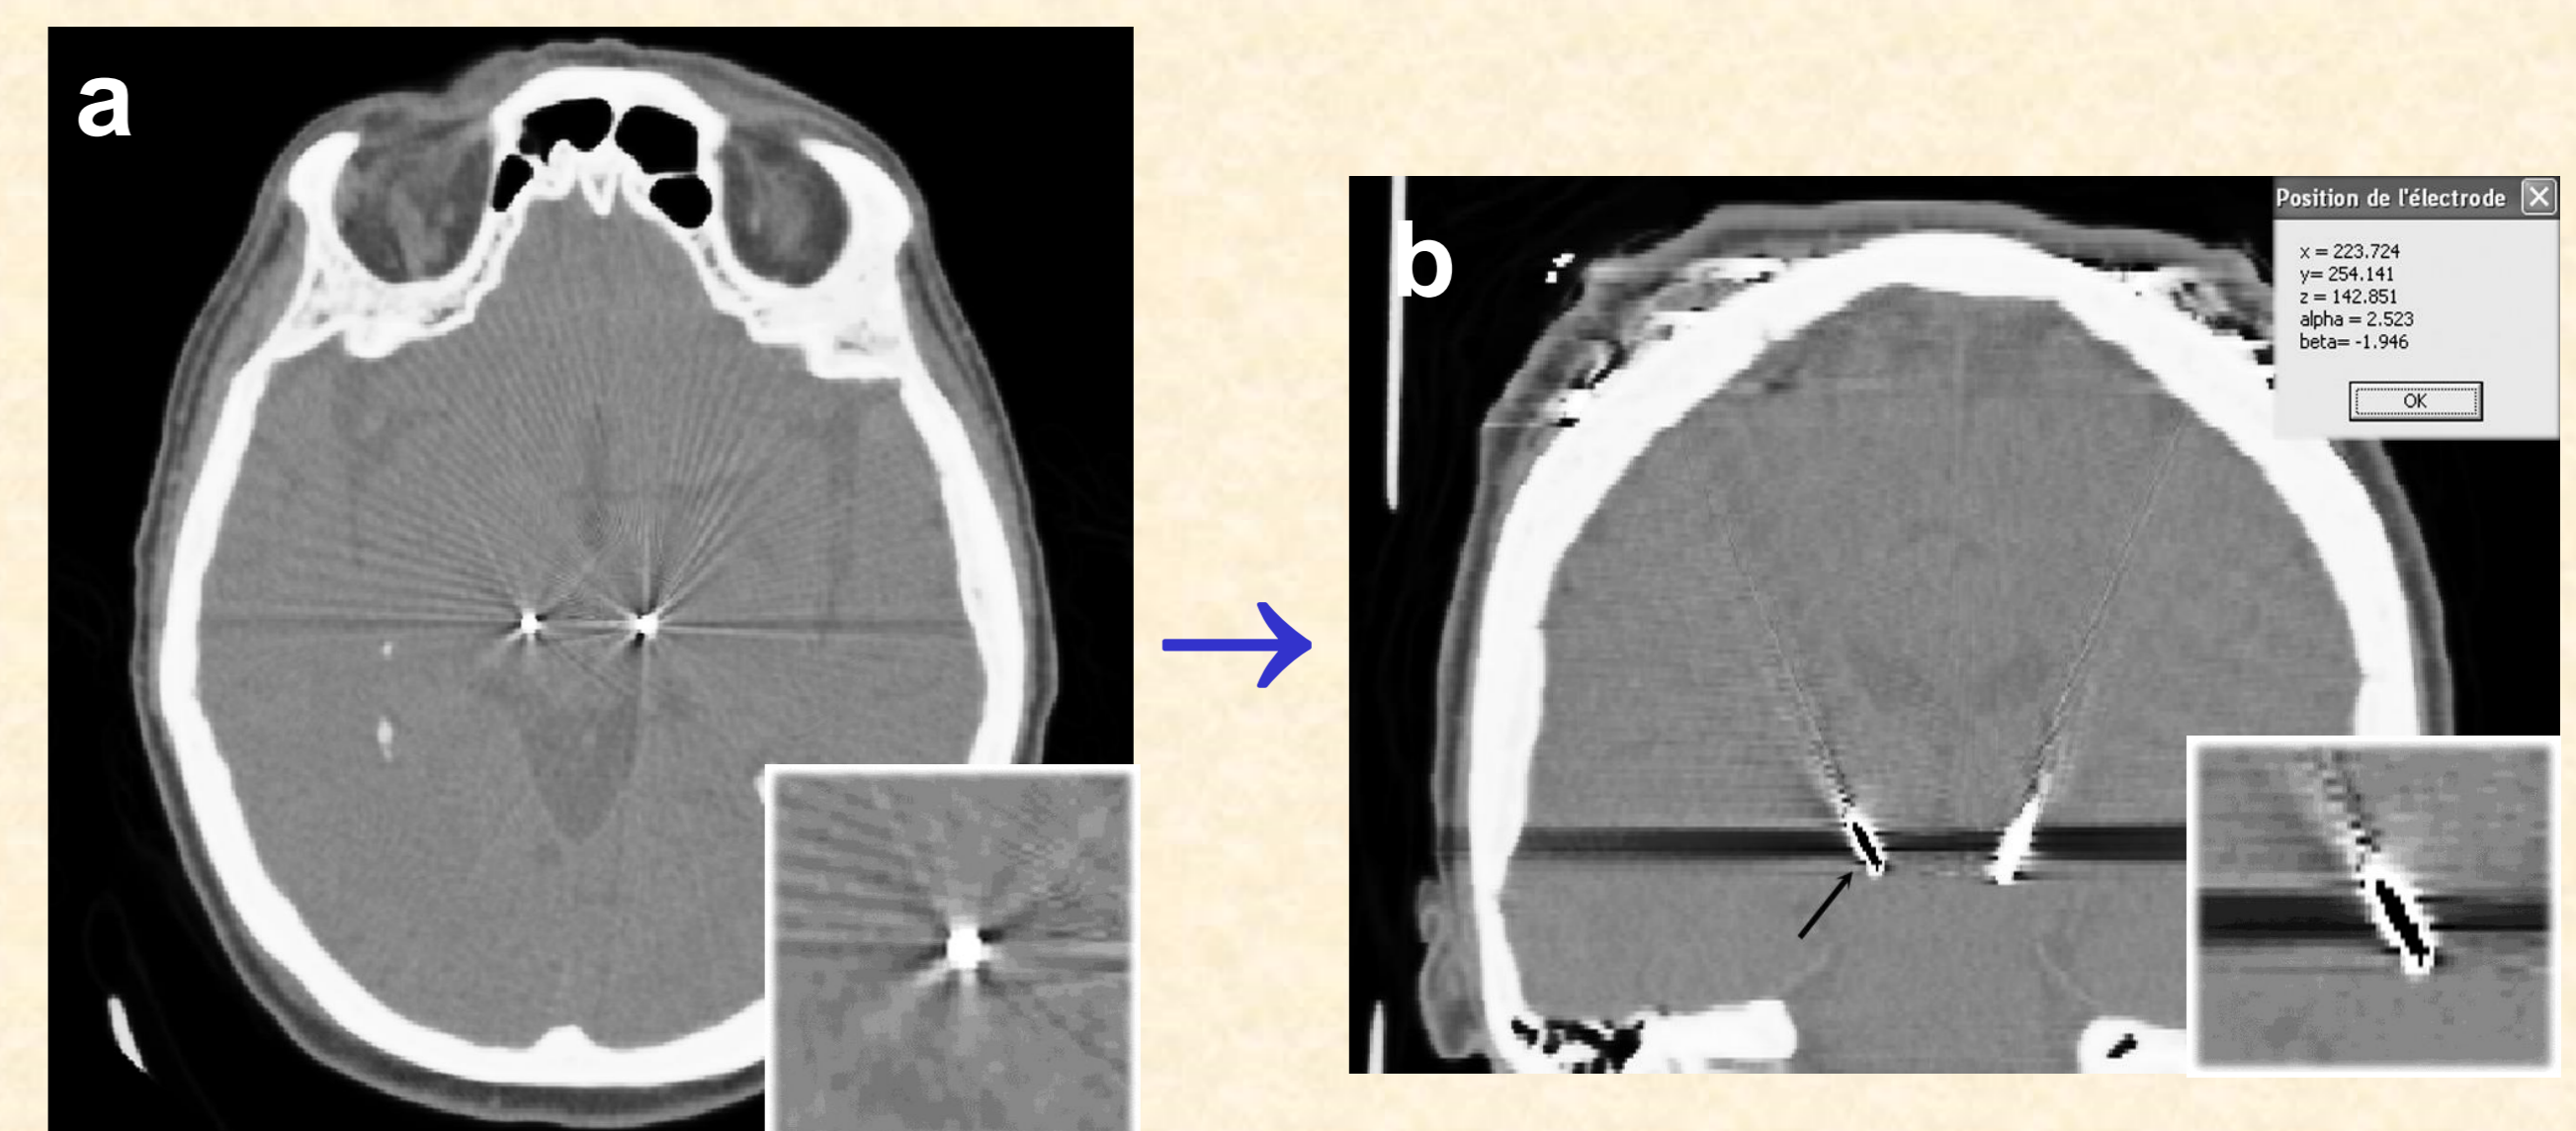 a
b
Position de l'électrode
x = 223.724
y= 254.141
z = 142.851
alpha = 2.523
beta= -1.946
OK